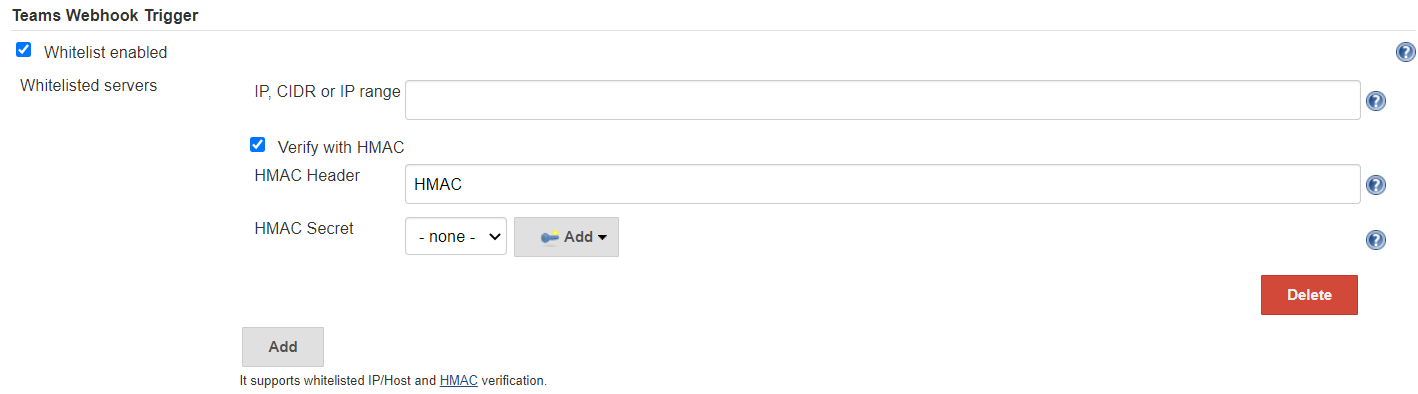 Teams Webhook Trigger
Whitelist enabled
Whitelisted servers
IP, CIDR or IP range
Verify with HMAC
HMAC Header
HMAC
HMAC Secret
- none -
Add
Delete
Add
It supports whitelisted IP/Host and HMAC verification.